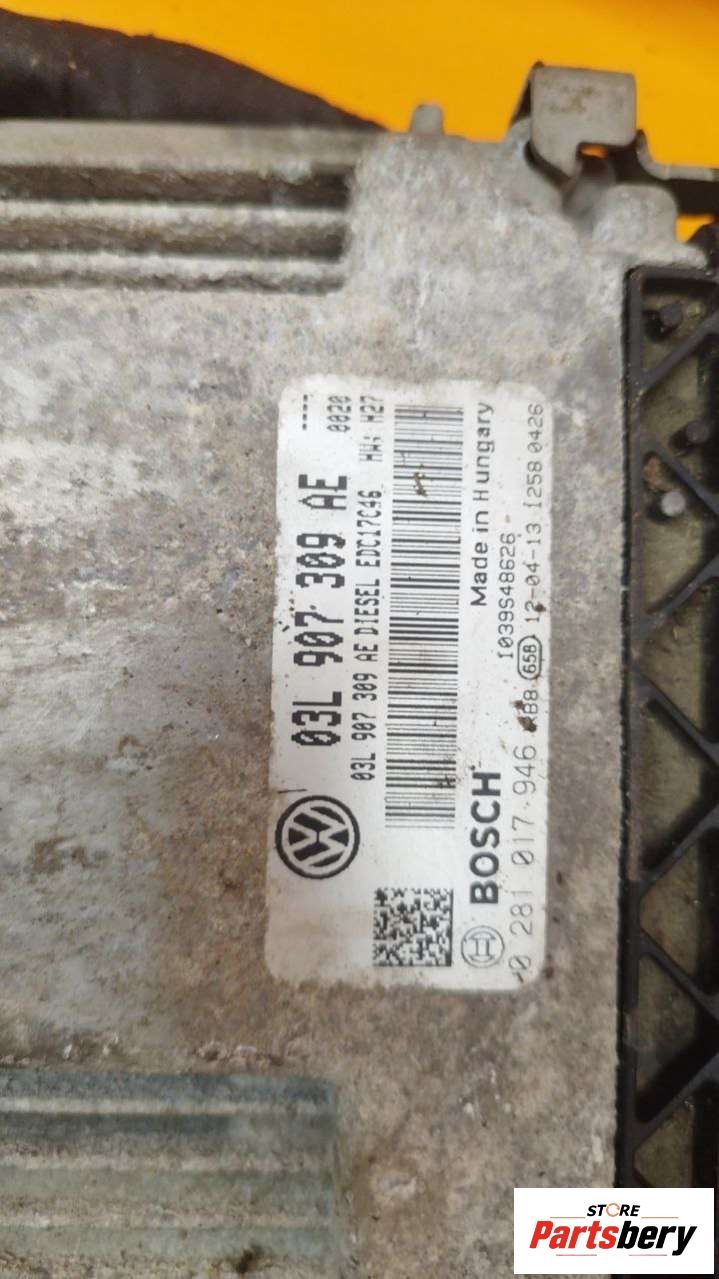 03L 907 309 AE ----
03L 907 309 AE DIESEL EDC17C46 0020
HW: H27
BOSCH Made in Hungary
1039S48626
0 281 017 946 658 12-04-13 1258 0426
STORE
Partsbery